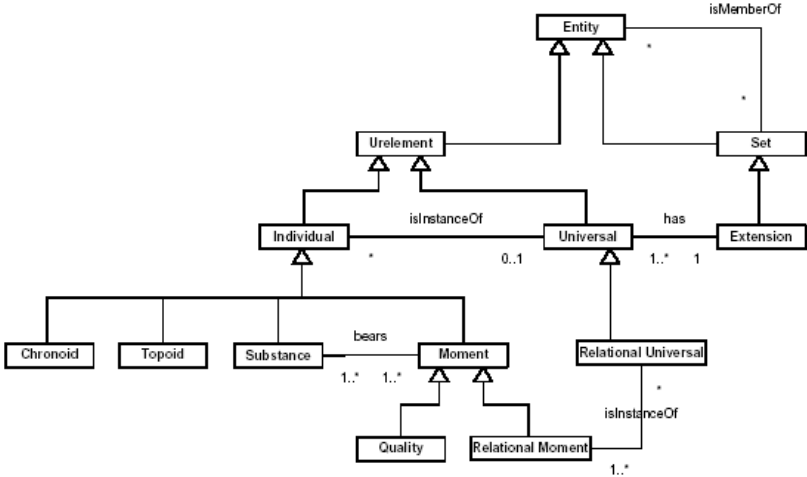 isMemberOf
Entity
*
*
Urelement
Set
isInstanceOf
has
Individual
Universal
Extension
*
0..1
1..*
1
Chronoid
Topoid
Substance
bears
Moment
Relational Universal
1..*
1..*
*
isInstanceOf
Quality
Relational Moment
1..*